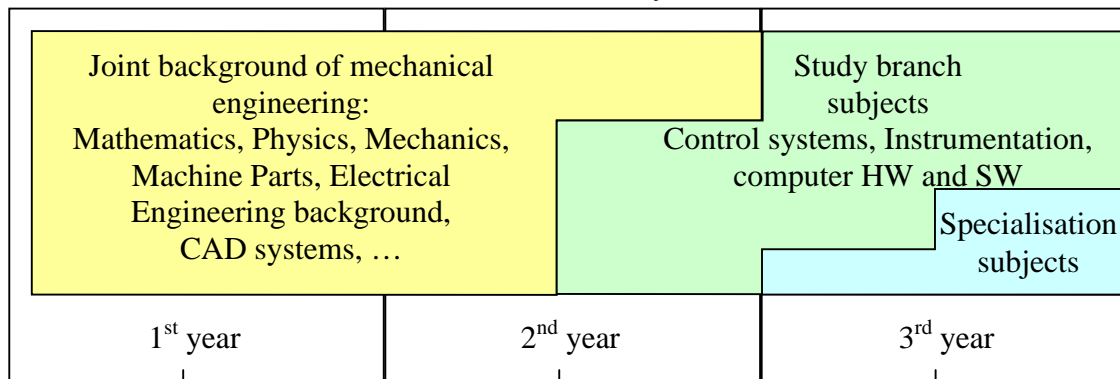 Joint background of mechanical
engineering:
Mathematics, Physics, Mechanics,
Machine Parts, Electrical
Engineering background,
CAD systems, …
Study branch
subjects
Control systems, Instrumentation,
computer HW and SW
Specialisation
subjects
1st year
2nd year
3rd year